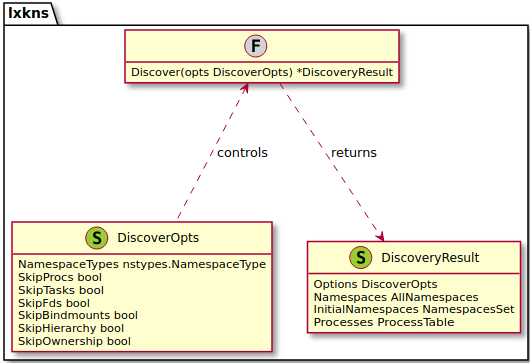 lxkns
F
Discover(opts DiscoverOpts) *DiscoveryResult
controls
returns
S DiscoverOpts
NamespaceTypes nstypes.NamespaceType
SkipProcs bool
SkipTasks bool
SkipFds bool
SkipBindmounts bool
SkipHierarchy bool
SkipOwnership bool
S DiscoveryResult
Options DiscoverOpts
Namespaces AllNamespaces
InitialNamespaces NamespacesSet
Processes ProcessTable